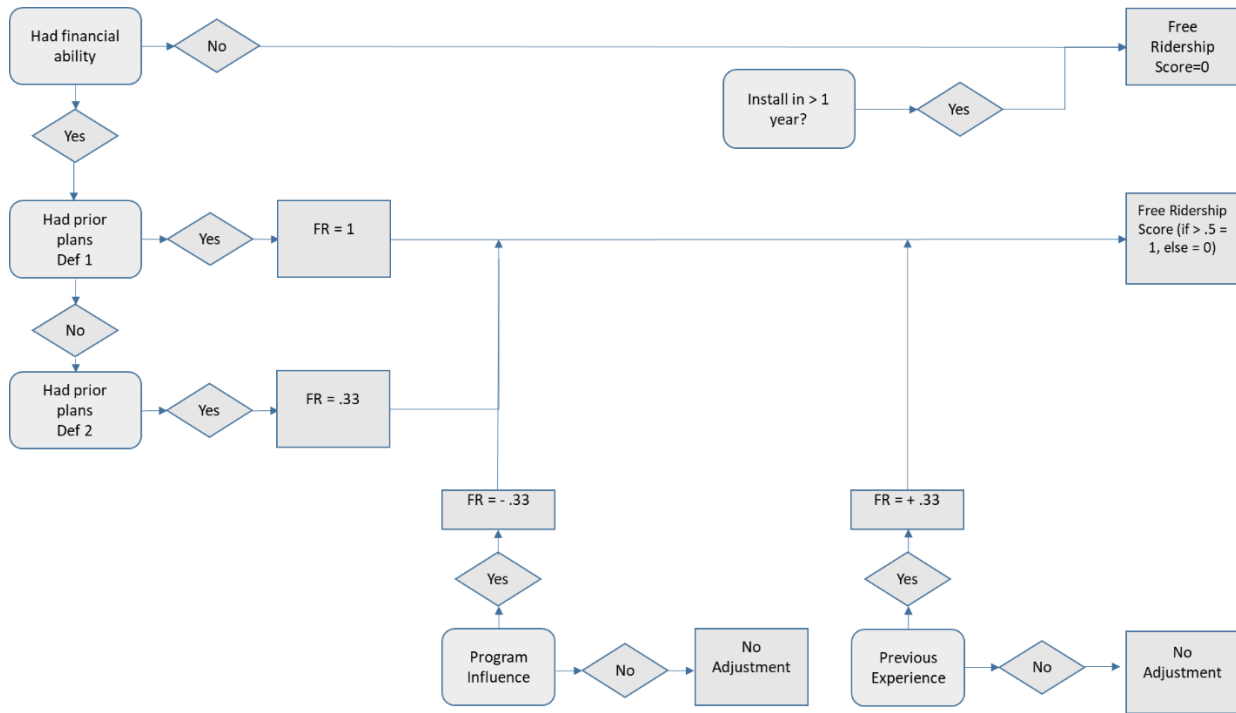 Had financial
ability
No
Free
Ridership
Score=0
Install in > 1
year?
Yes
Yes
Had prior
plans
Def 1
Yes
FR = 1
Free Ridership
Score (if > .5 =
1, else = 0)
No
Had prior
plans
Def 2
Yes
FR = .33
FR = - .33
FR = + .33
Yes
Yes
Program
Influence
No
No
Adjustment
Previous
Experience
No
No
Adjustment